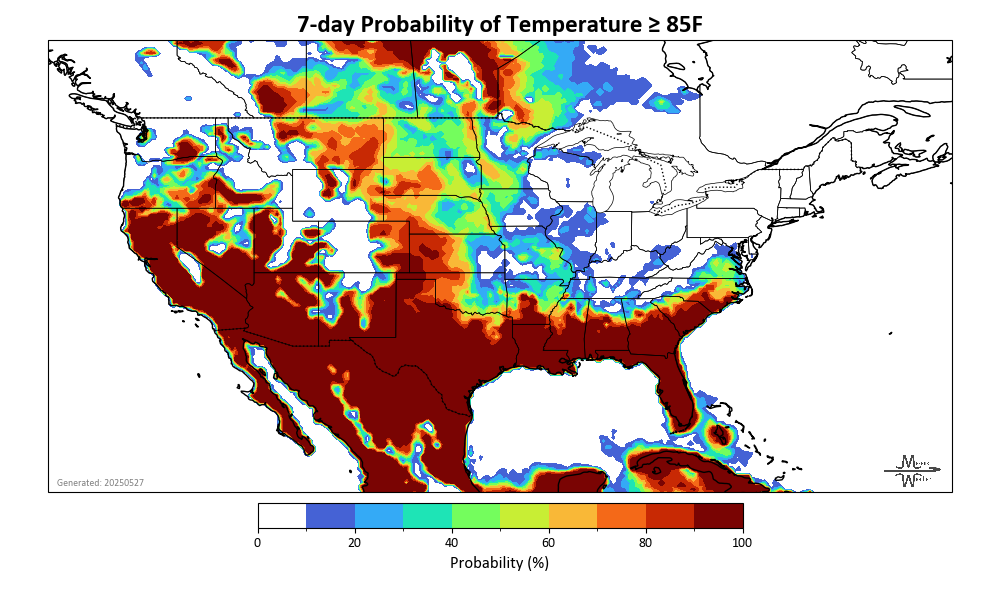 7-day Probability of Temperature ≥ 85F
Generated: 20250527
0 20 40 60 80 100
Probability (%)